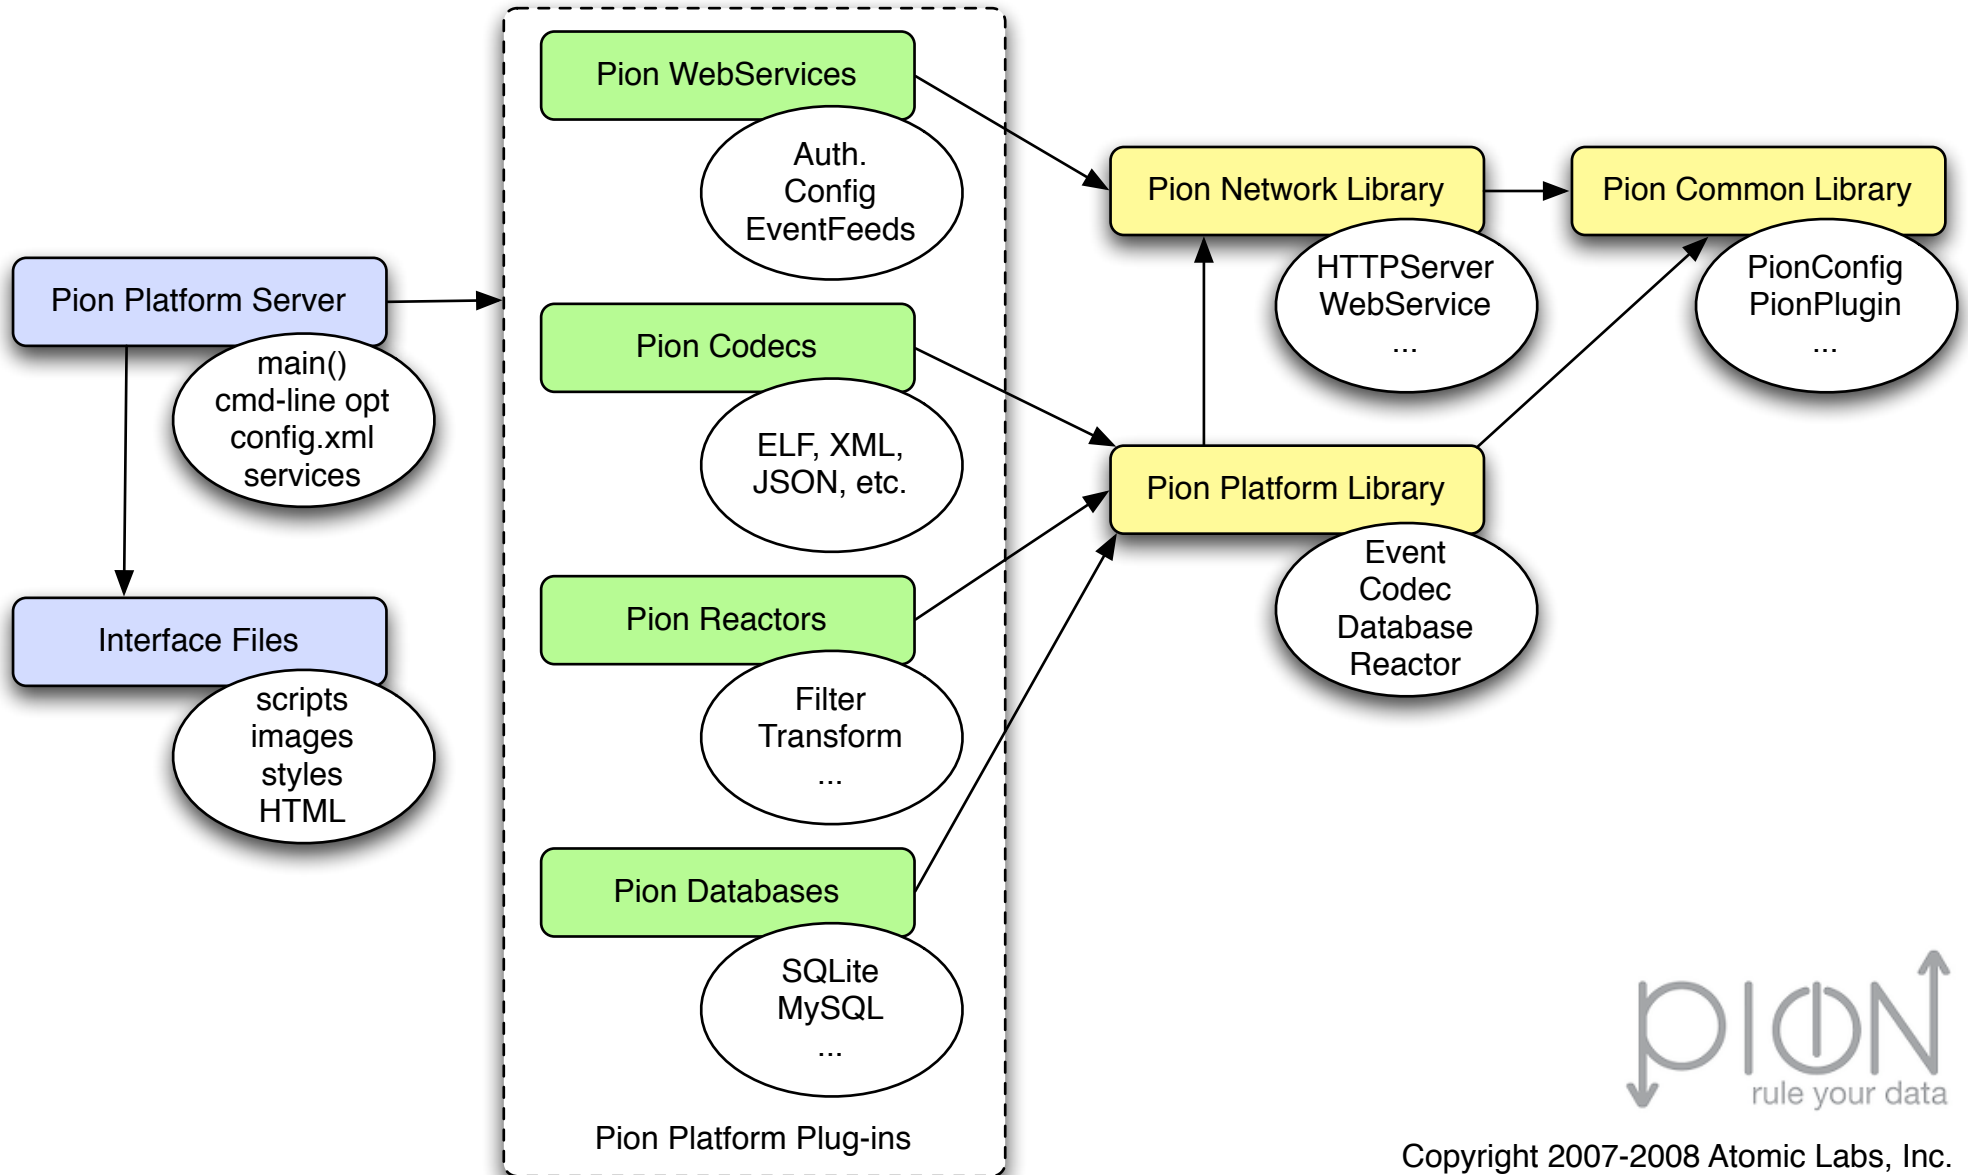 Pion Platform Server
main()
cmd-line opt
config.xml
services
Interface Files
scripts
images
styles
HTML
Pion WebServices
Auth.
Config
EventFeeds
Pion Codecs
ELF, XML,
JSON, etc.
Pion Reactors
Filter
Transform
...
Pion Databases
SQLite
MySQL
...
Pion Platform Plug-ins
Pion Network Library
HTTPServer
WebService
...
Pion Common Library
PionConfig
PionPlugin
...
Pion Platform Library
Event
Codec
Database
Reactor
PION
rule your data
Copyright 2007-2008 Atomic Labs, Inc.